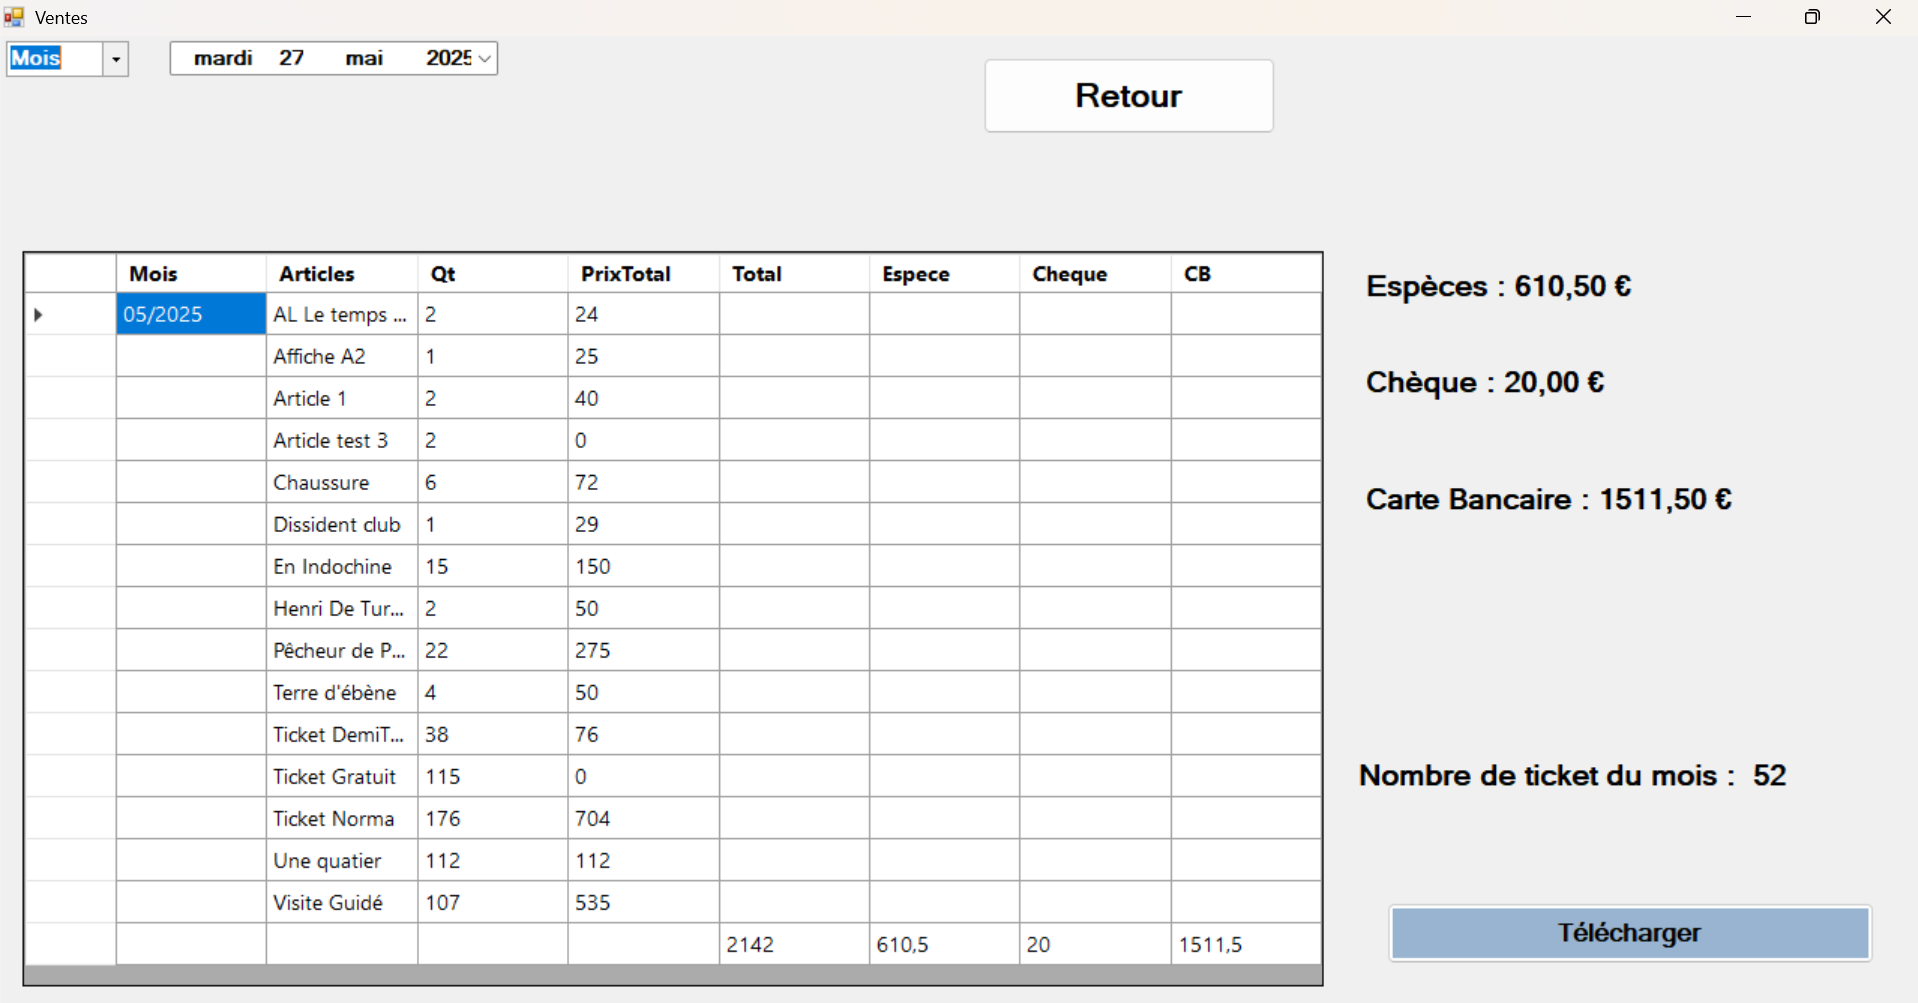 Ventes
Mois mardi 27 mai 2025
Retour
Mois Articles Qt PrixTotal Total Espece Cheque CB
05/2025 AL Le temps ... 2 24
Affiche A2 1 25
Article 1 2 40
Article test 3 2 0
Chaussure 6 72
Dissident club 1 29
En Indochine 15 150
Henri De Tur... 2 50
Pêcheur de P... 22 275
Terre d'ébène 4 50
Ticket DemiT... 38 76
Ticket Gratuit 115 0
Ticket Norma 176 704
Une quatier 112 112
Visite Guidé 107 535
2142 610,5 20 1511,5
Espèces : 610,50 €
Chèque : 20,00 €
Carte Bancaire : 1511,50 €
Nombre de ticket du mois : 52
Télécharger